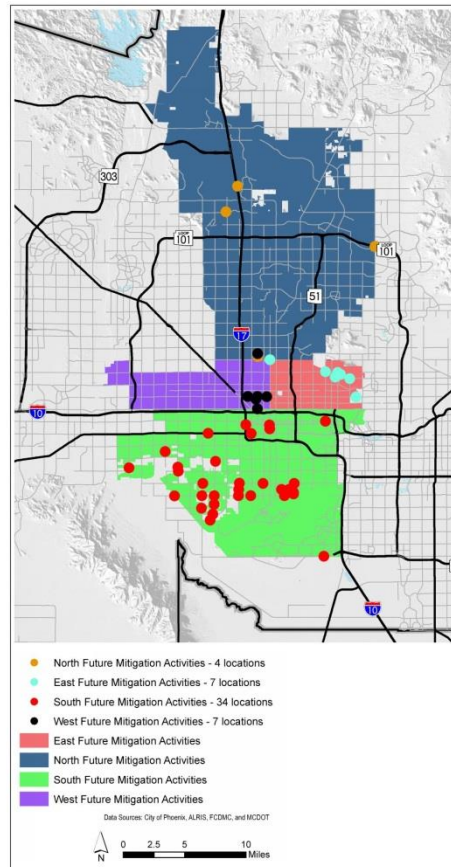 303
LOOP
101
LOOP
101
51
17
10
10
North Future Mitigation Activities - 4 locations
East Future Mitigation Activities - 7 locations
South Future Mitigation Activities - 34 locations
West Future Mitigation Activities - 7 locations
East Future Mitigation Activities
North Future Mitigation Activities
South Future Mitigation Activities
West Future Mitigation Activities
Data Sources: City of Phoenix, ALRIS, FCDMC, and MCDOT
N
0 2.5 5 10
Miles